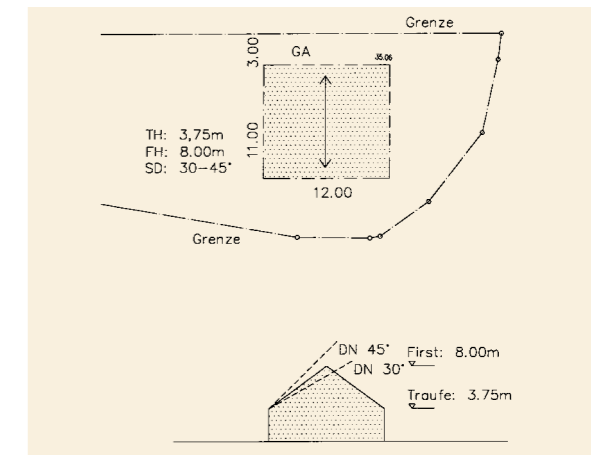 Grenze
3.00
GA
35.06
TH: 3,75m
FH: 8.00m
SD: 30–45°
11.00
12.00
Grenze
DN 45°
First: 8.00m
DN 30°
Traufe: 3.75m